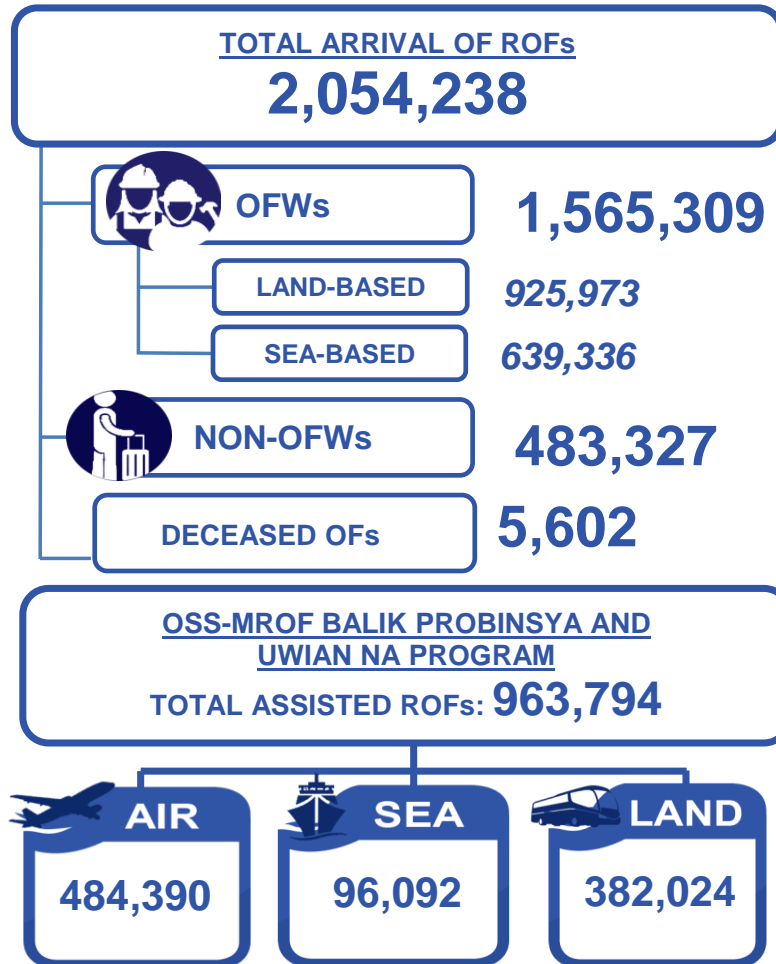 TOTAL ARRIVAL OF ROFs
2,054,238
OFWs 1,565,309
LAND-BASED 925,973
SEA-BASED 639,336
NON-OFWs 483,327
DECEASED OFs 5,602
OSS-MROF BALIK PROBINSYA AND
UWIAN NA PROGRAM
TOTAL ASSISTED ROFs: 963,794
AIR SEA LAND
484,390 96,092 382,024